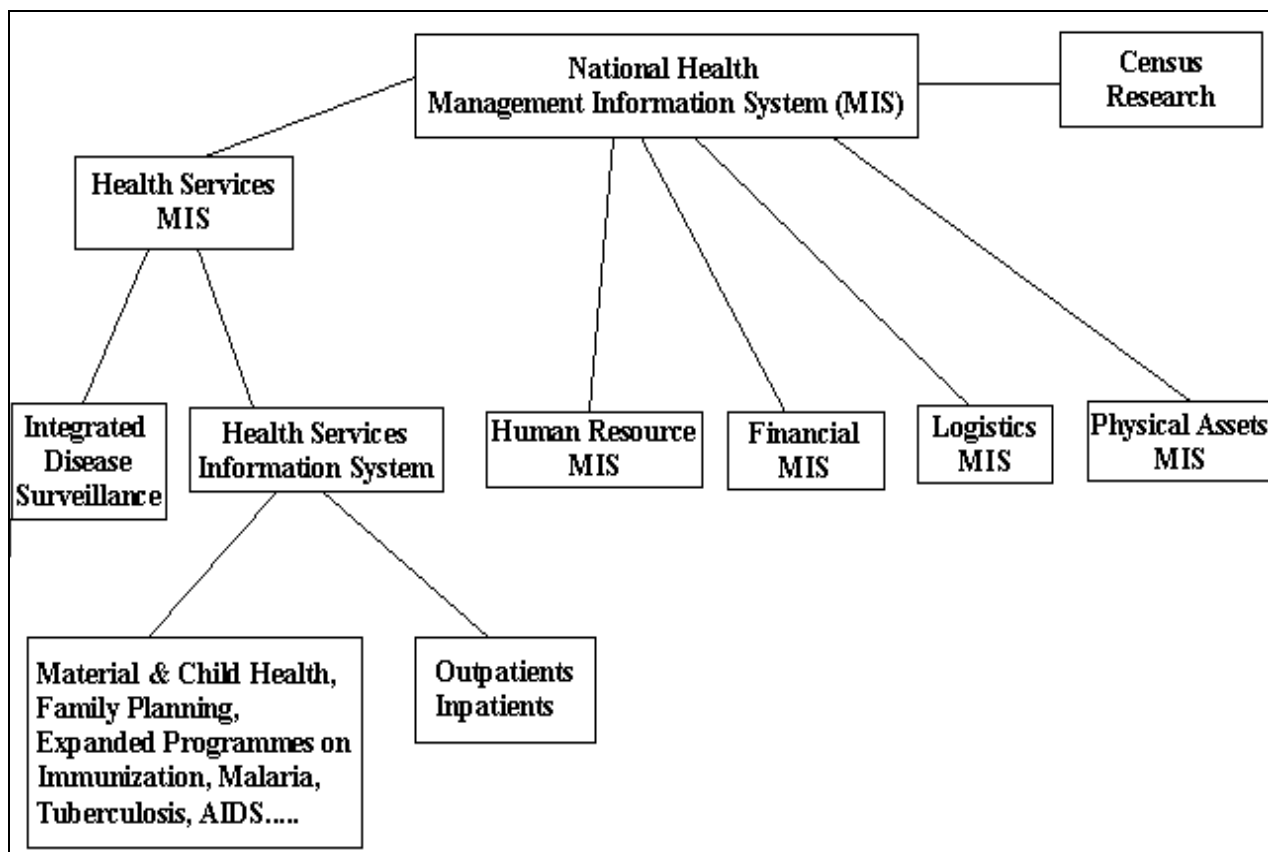 National Health
Management Information System (MIS)
Census
Research
Health Services
MIS
Integrated
Disease
Surveillance
Health Services
Information System
Human Resource
MIS
Financial
MIS
Logistics
MIS
Physical Assets
MIS
Material & Child Health,
Family Planning,
Expanded Programmes on
Immunization, Malaria,
Tuberculosis, AIDS.....
Outpatients
Inpatients